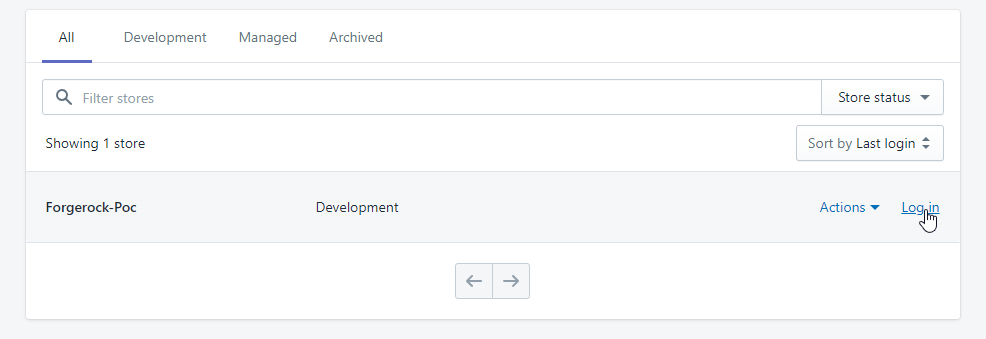 All Development Managed Archived
Filter stores Store status
Showing 1 store Sort by Last login
Forgerock-Poc Development Actions Log in